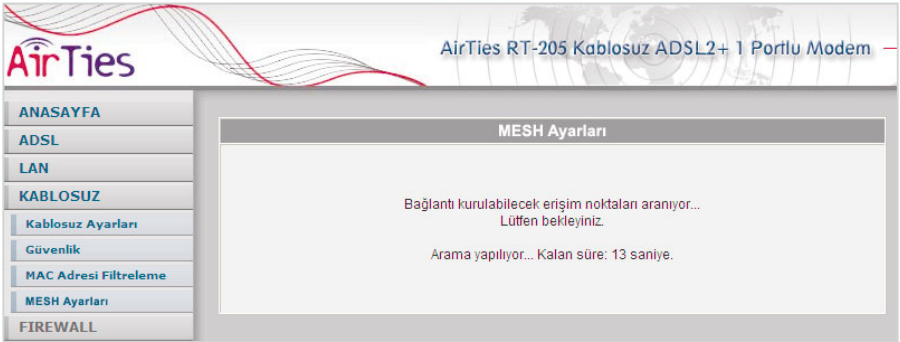 AirTies
AirTies RT-205 Kablosuz ADSL2+ 1 Portlu Modem
ANASAYFA
ADSL
LAN
KABLOSUZ
Kablosuz Ayarları
Güvenlik
MAC Adresi Filtreleme
MESH Ayarları
FIREWALL
MESH Ayarları
Bağlantı kurulabilecek erişim noktaları aranıyor...
Lütfen bekleyiniz.
Arama yapılıyor... Kalan süre: 13 saniye.